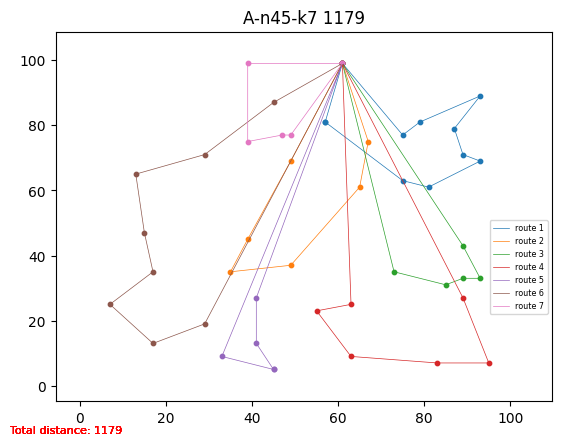 A-n45-k7 1179
100
80
60
40
20
0
route 1
route 2
route 3
route 4
route 5
route 6
route 7
0 20 40 60 80 100
Total distance: 1179